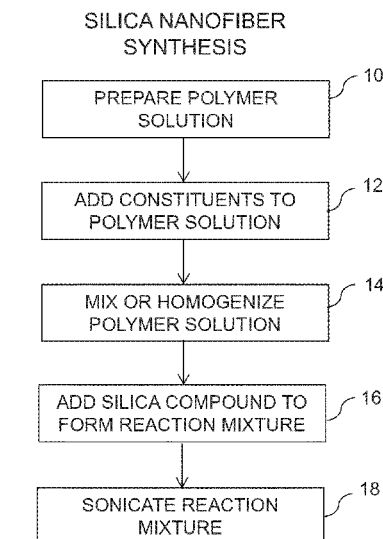 SILICA NANOFIBER
SYNTHESIS
10
PREPARE POLYMER
SOLUTION
12
ADD CONSTITUENTS TO
POLYMER SOLUTION
14
MIX OR HOMOGENIZE
POLYMER SOLUTION
16
ADD SILICA COMPOUND TO
FORM REACTION MIXTURE
18
SONICATE REACTION
MIXTURE